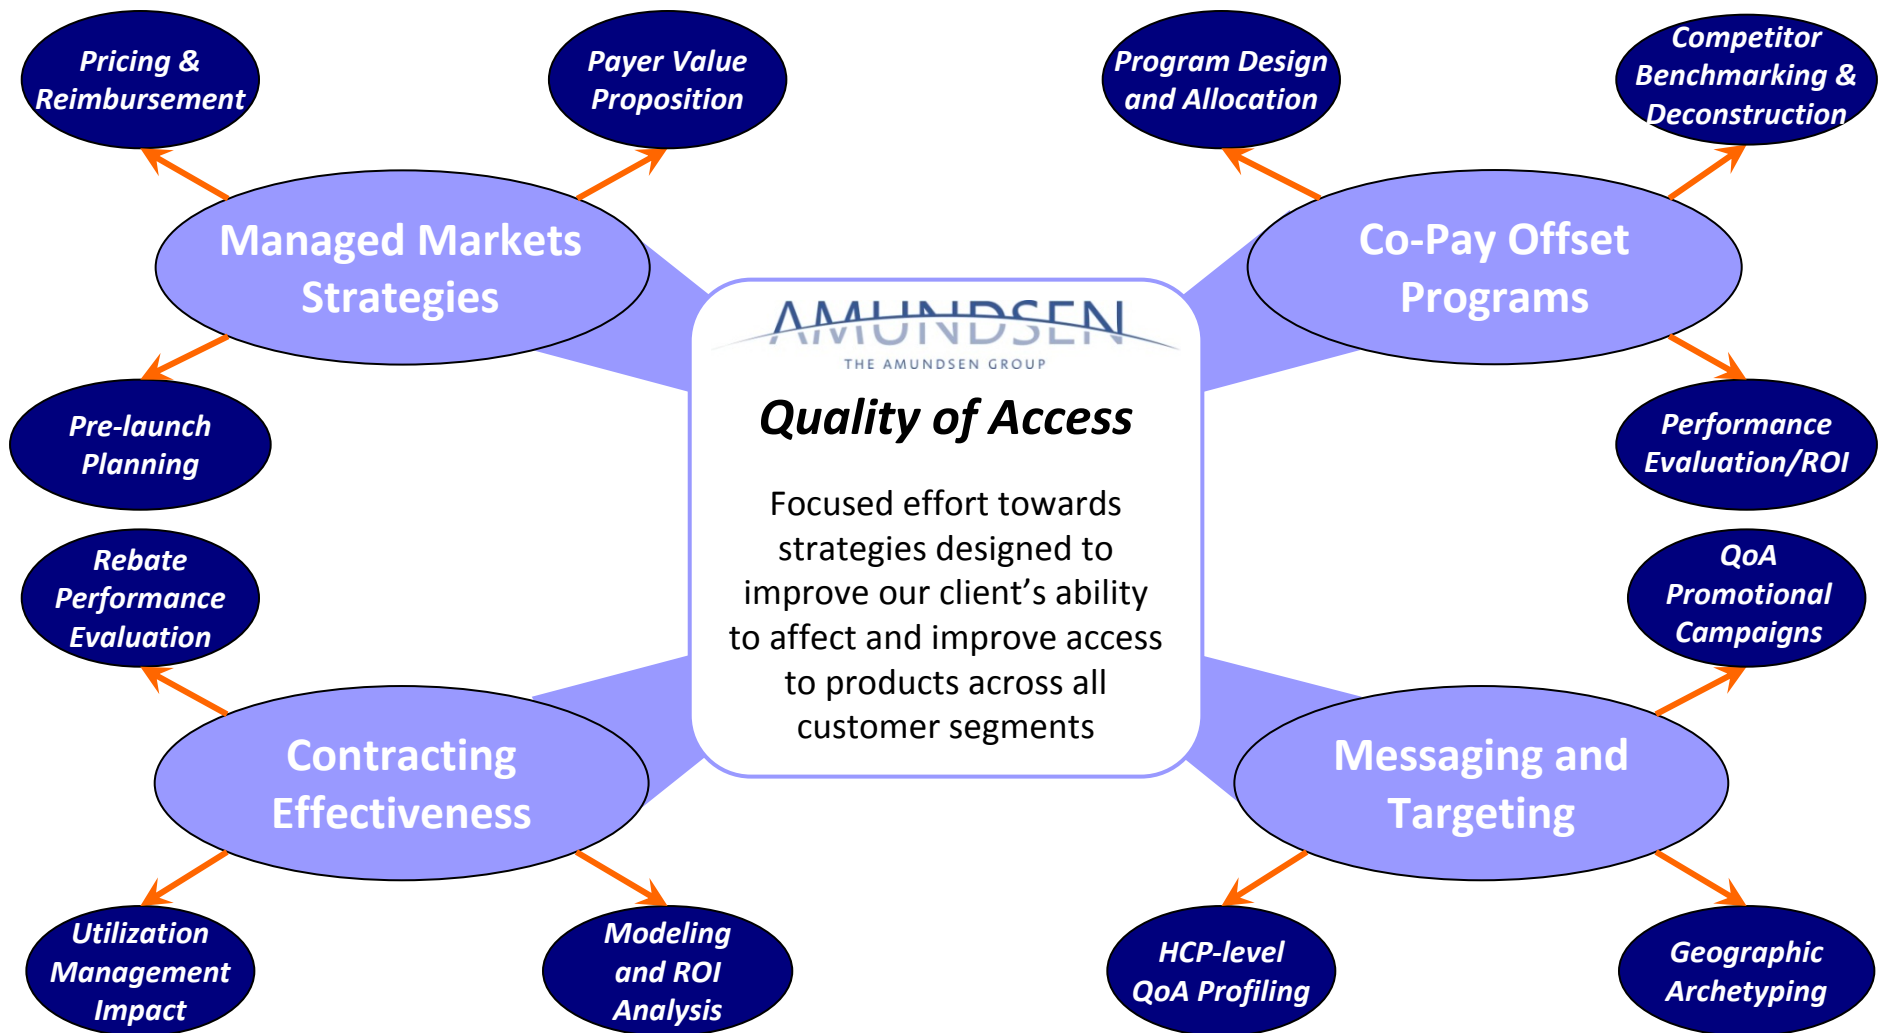 Pricing &
Reimbursement
Payer Value
Proposition
Managed Markets
Strategies
Pre-launch
Planning
Program Design
and Allocation
Competitor
Benchmarking &
Deconstruction
Co-Pay Offset
Programs
Performance
Evaluation/ROI
AMUNDSEN
THE AMUNDSEN GROUP
Quality of Access
Focused effort towards
strategies designed to
improve our client’s ability
to affect and improve access
to products across all
customer segments
Rebate
Performance
Evaluation
Contracting
Effectiveness
Utilization
Management
Impact
Modeling
and ROI
Analysis
QoA
Promotional
Campaigns
Messaging and
Targeting
HCP-level
QoA Profiling
Geographic
Archetyping